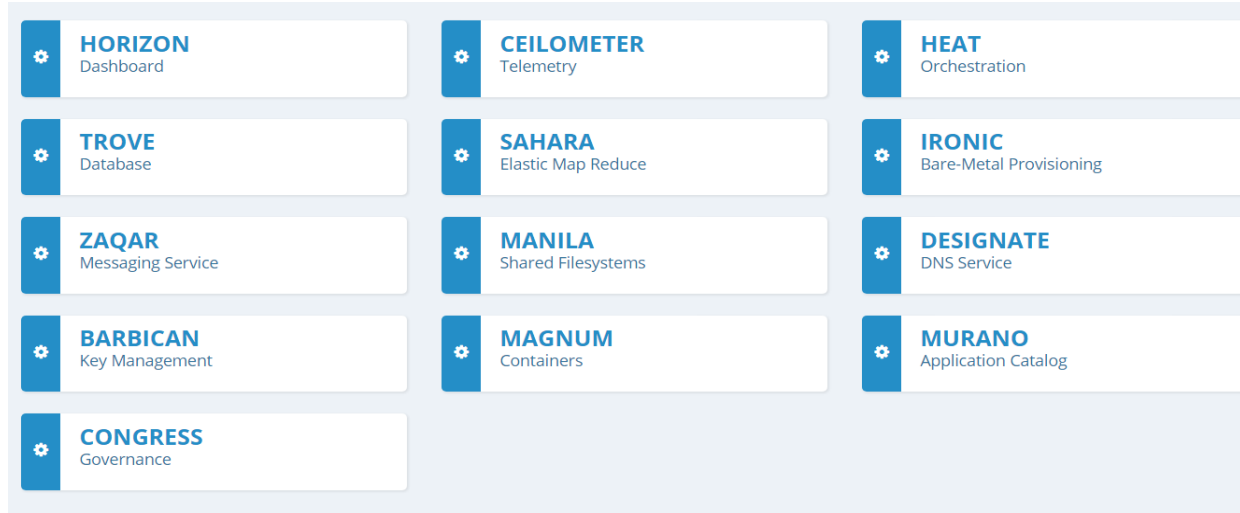 HORIZON
Dashboard
CEILOMETER
Telemetry
HEAT
Orchestration
TROVE
Database
SAHARA
Elastic Map Reduce
IRONIC
Bare-Metal Provisioning
ZAQAR
Messaging Service
MANILA
Shared Filesystems
DESIGNATE
DNS Service
BARBICAN
Key Management
MAGNUM
Containers
MURANO
Application Catalog
CONGRESS
Governance